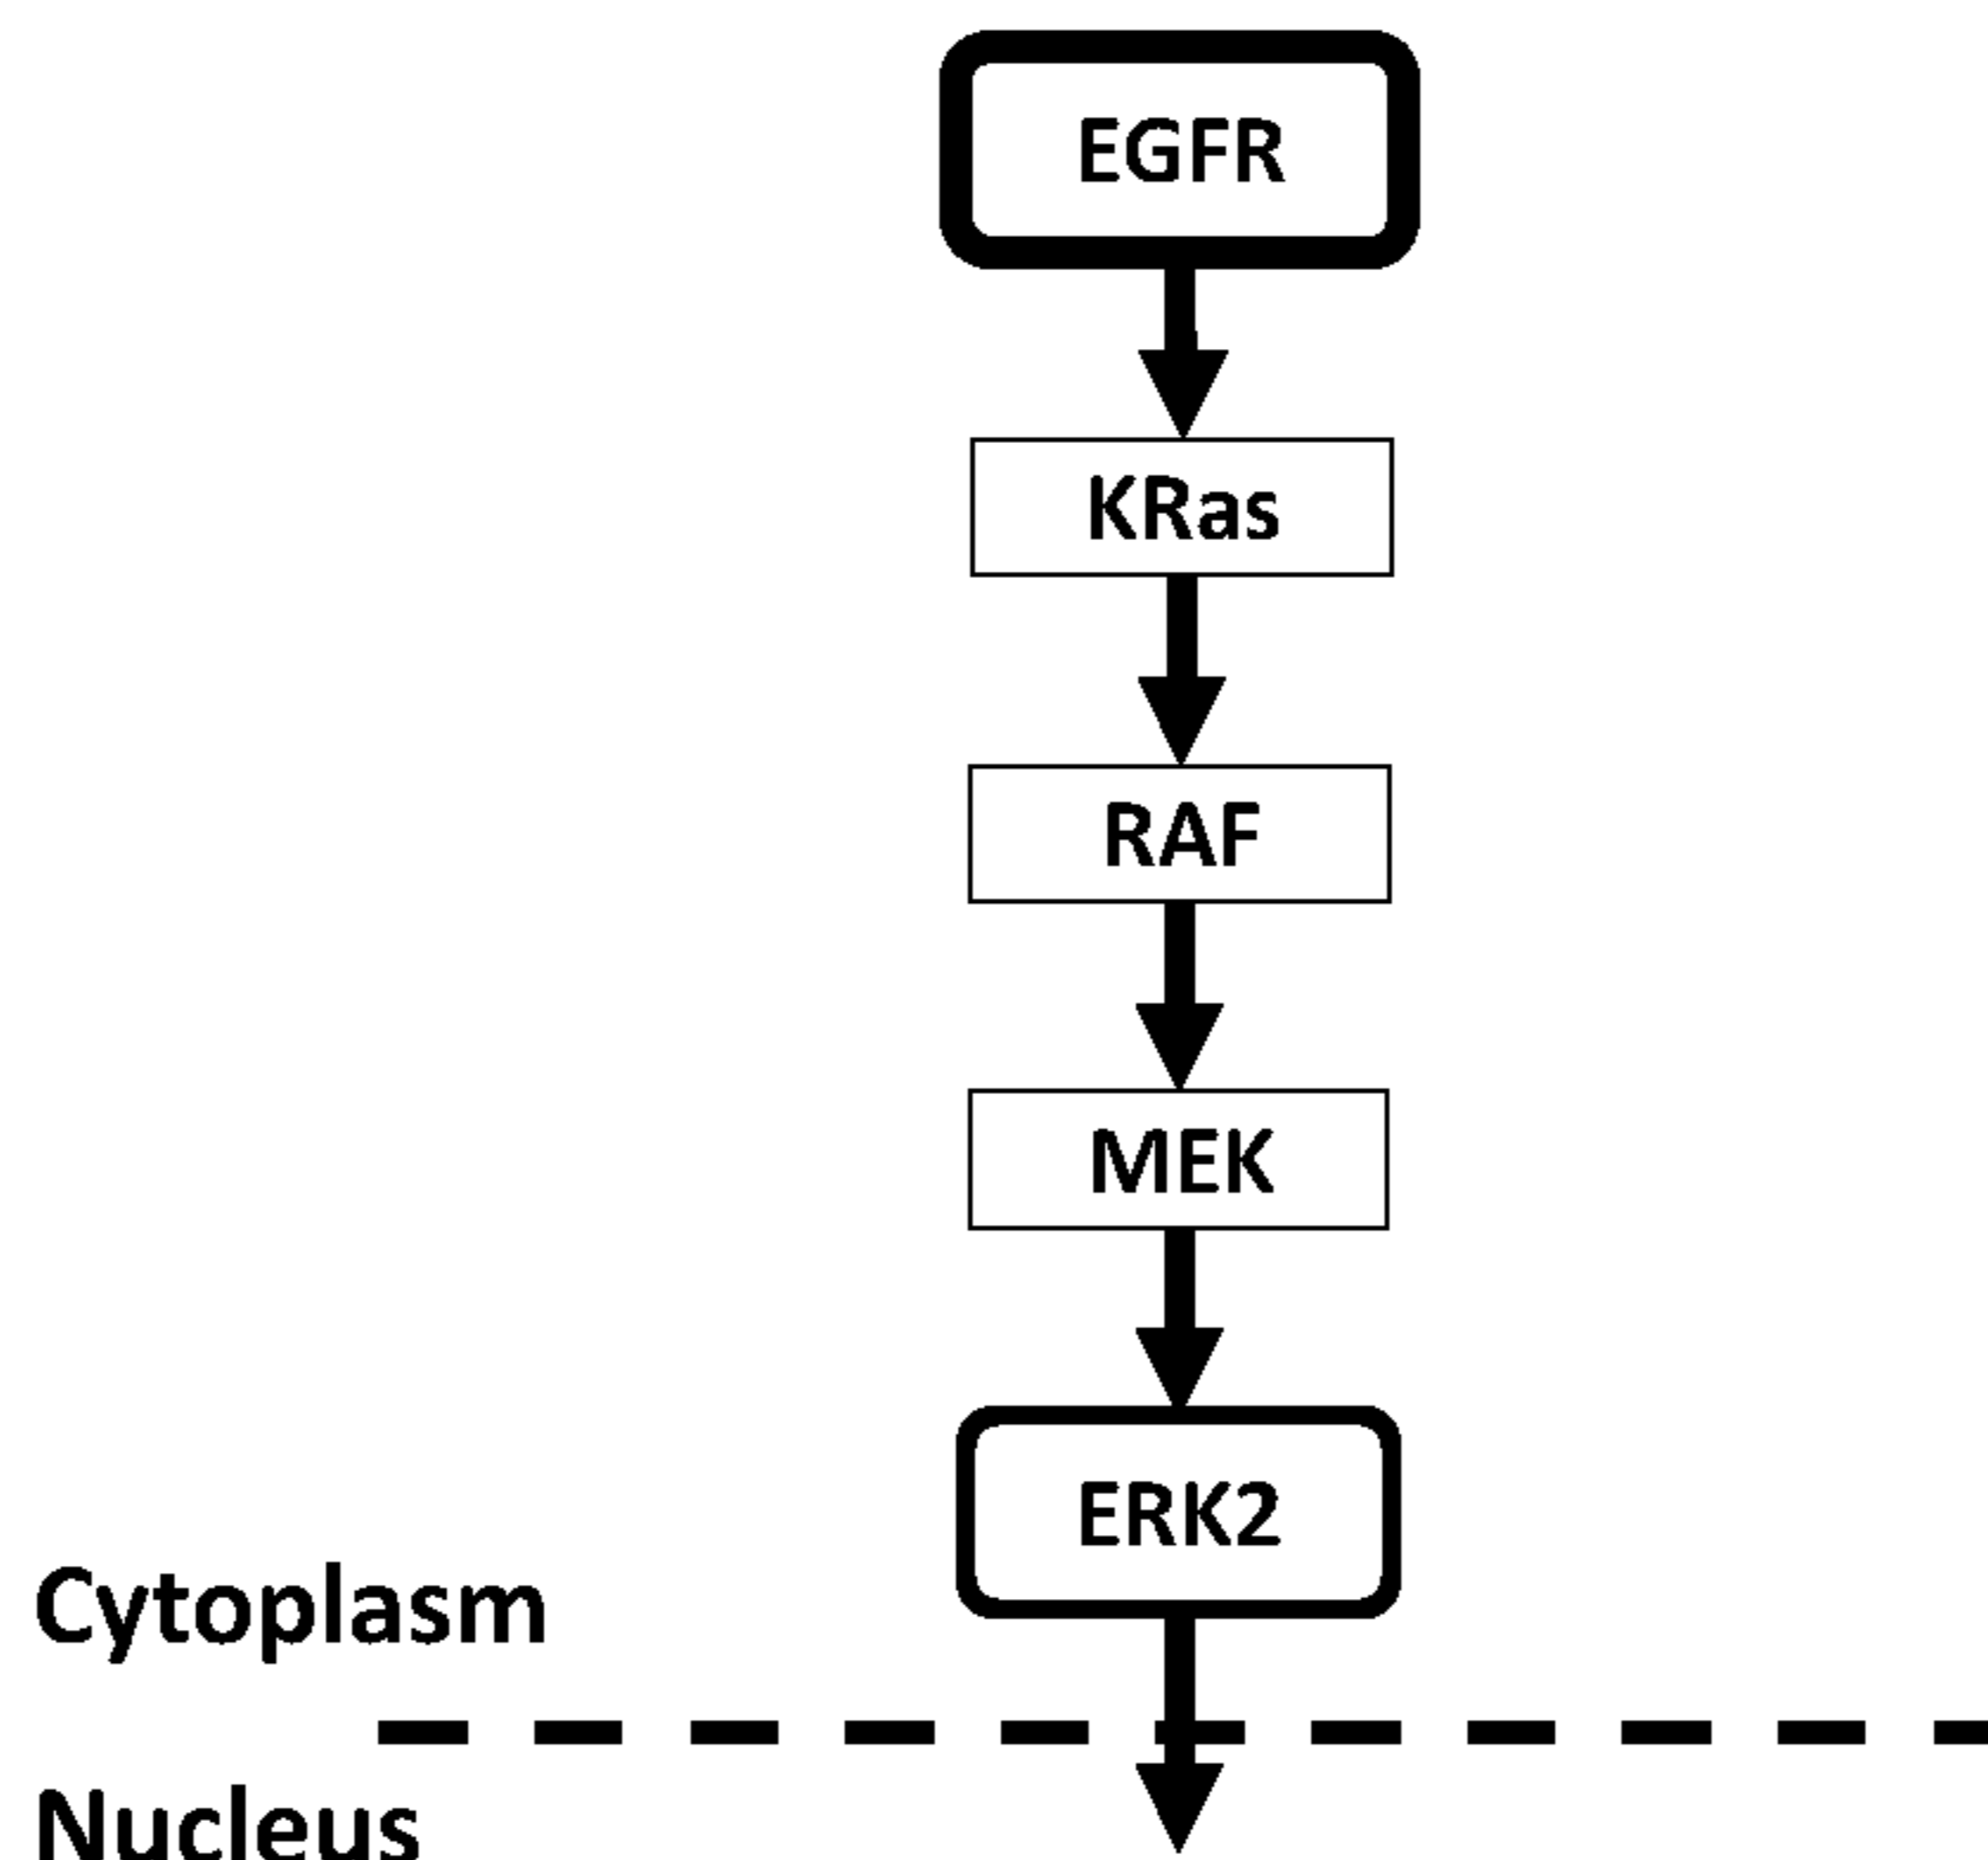 EGFR
KRas
RAF
MEK
ERK2
Cytoplasm
Nucleus